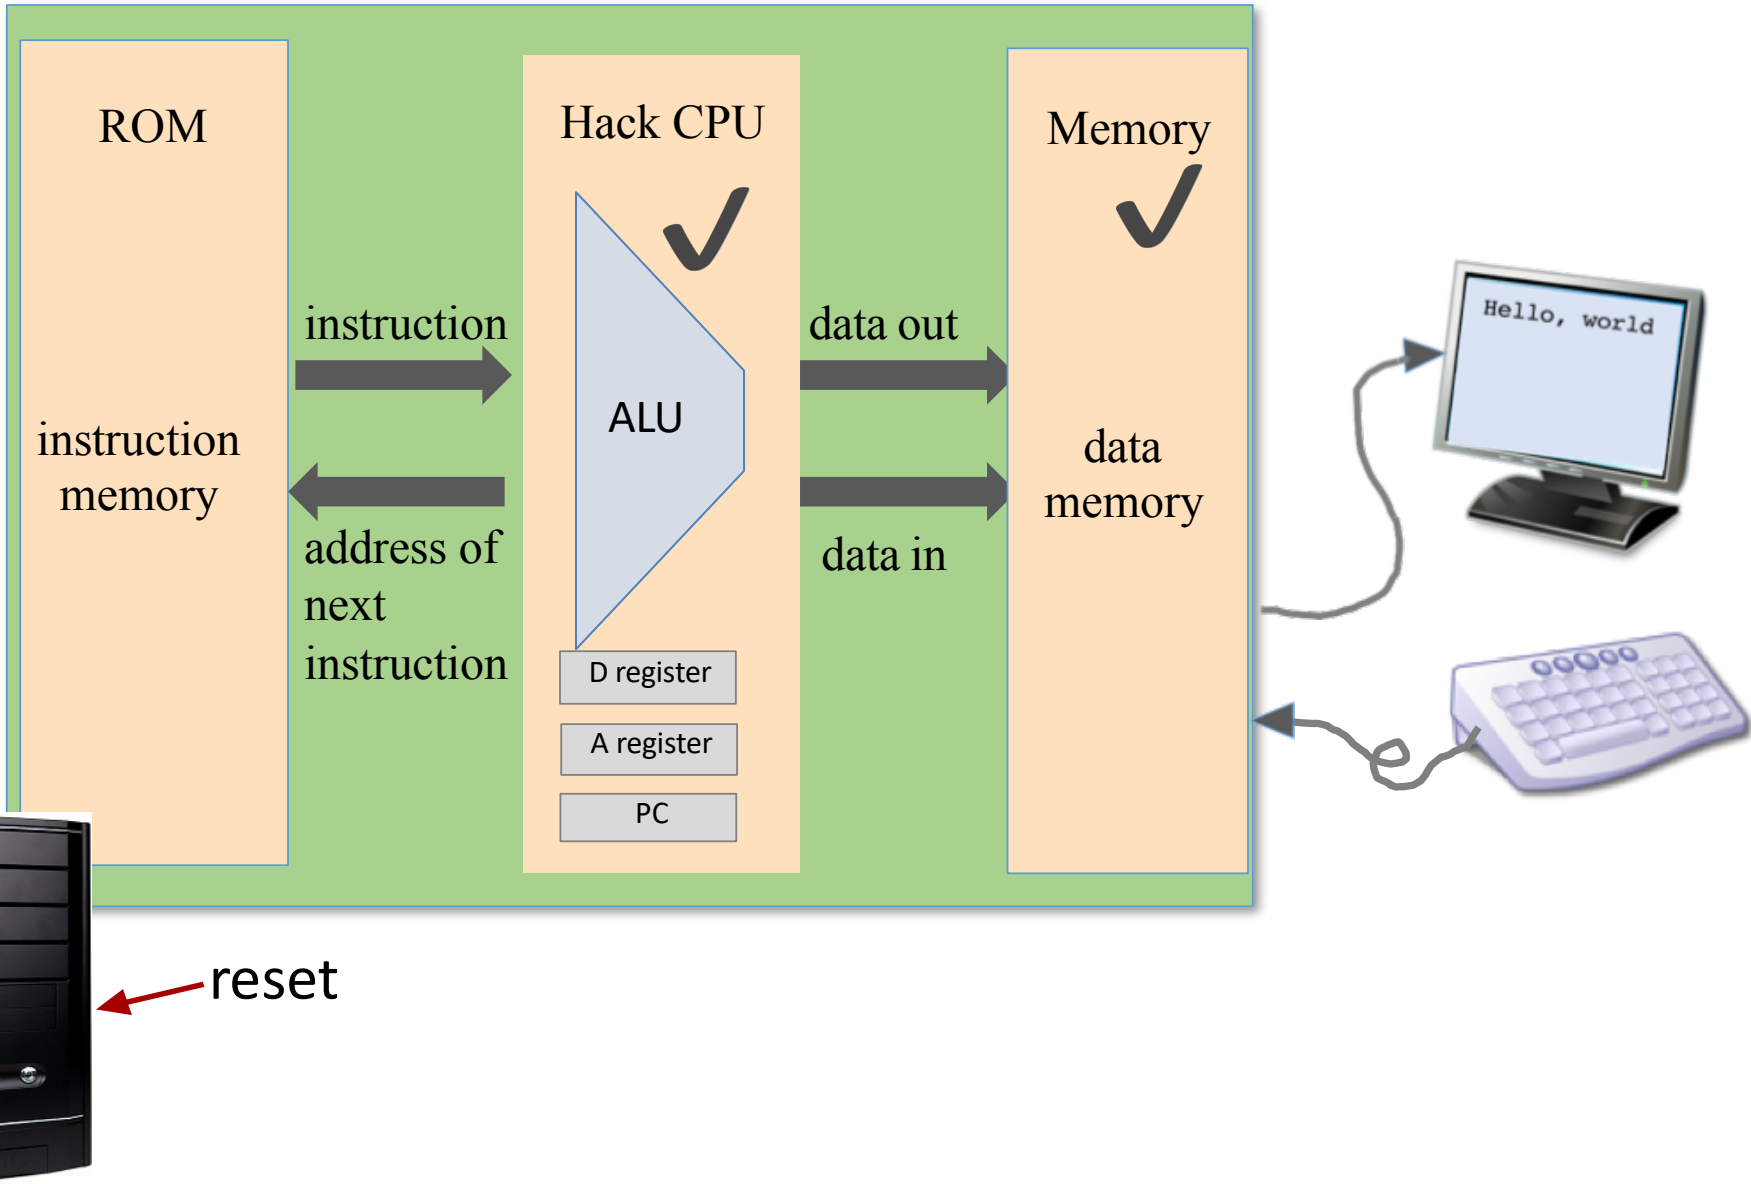 ROM
Hack CPU
Memory
instruction
data out
Hello, world
ALU
instruction
memory
data
memory
address of
next
instruction
data in
D register
A register
PC
reset